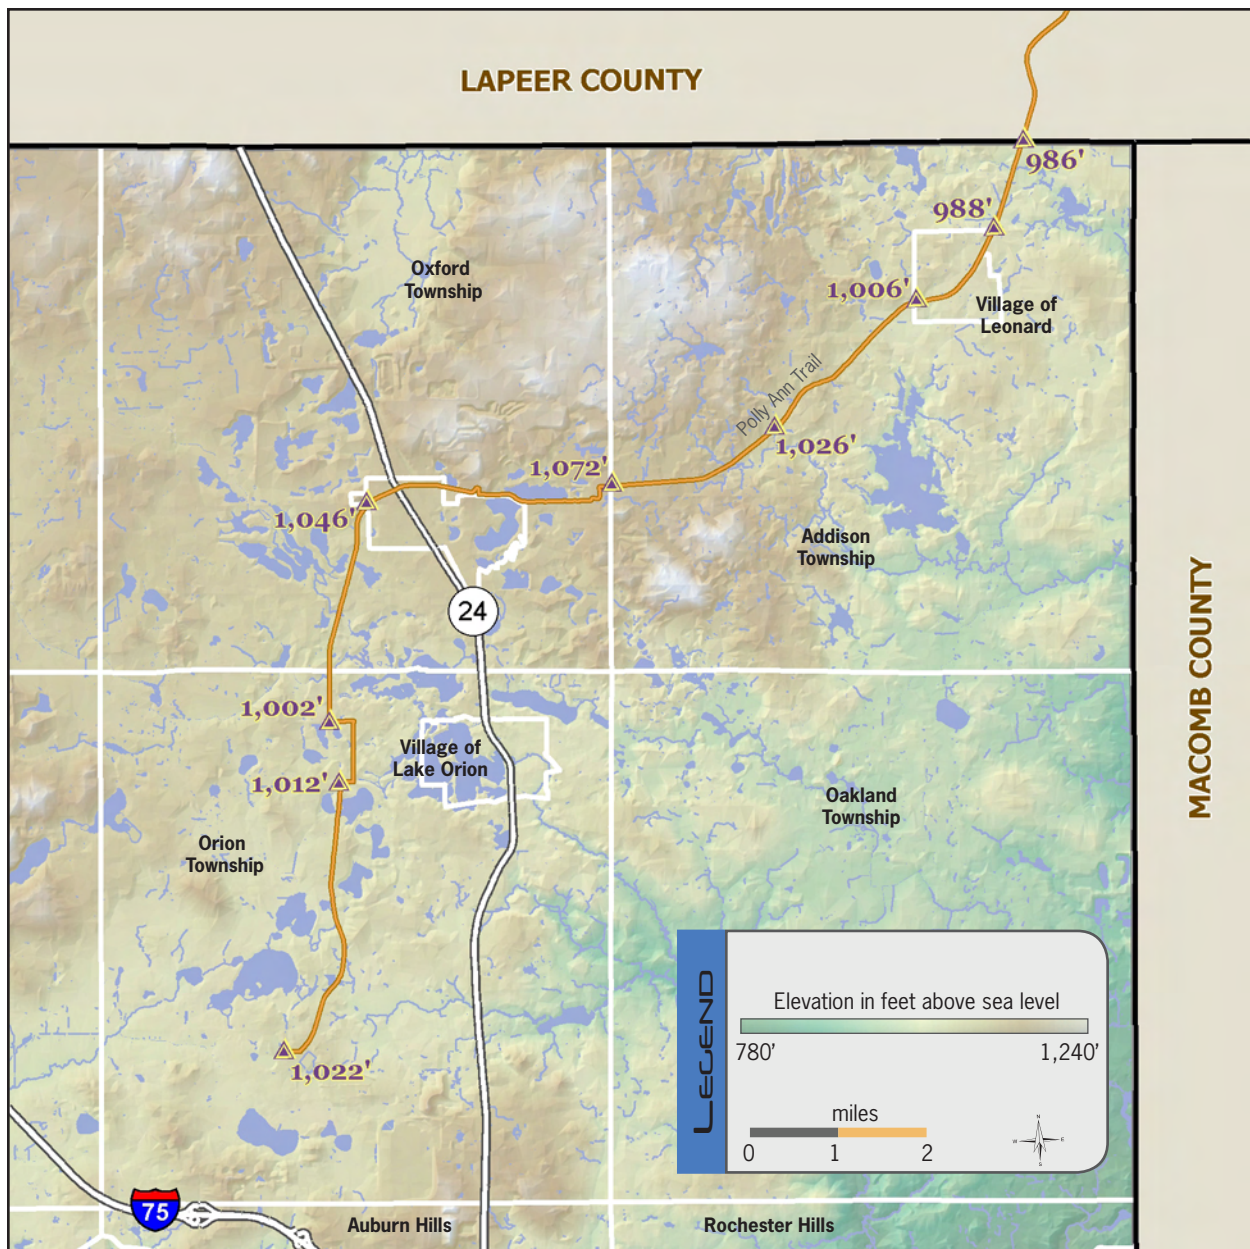 LAPEER COUNTY
986'
988'
Oxford
Township
1,006'
Village of
Leonard
Polly Ann Trail
1,026'
1,072'
1,046'
Addison
Township
24
MACOMB COUNTY
1,002'
Village of
Lake Orion
1,012'
Oakland
Township
Orion
Township
1,022'
LEGEND
Elevation in feet above sea level
780’
1,240’
miles
0
1
2
N
W
E
S
75
Auburn Hills
Rochester Hills